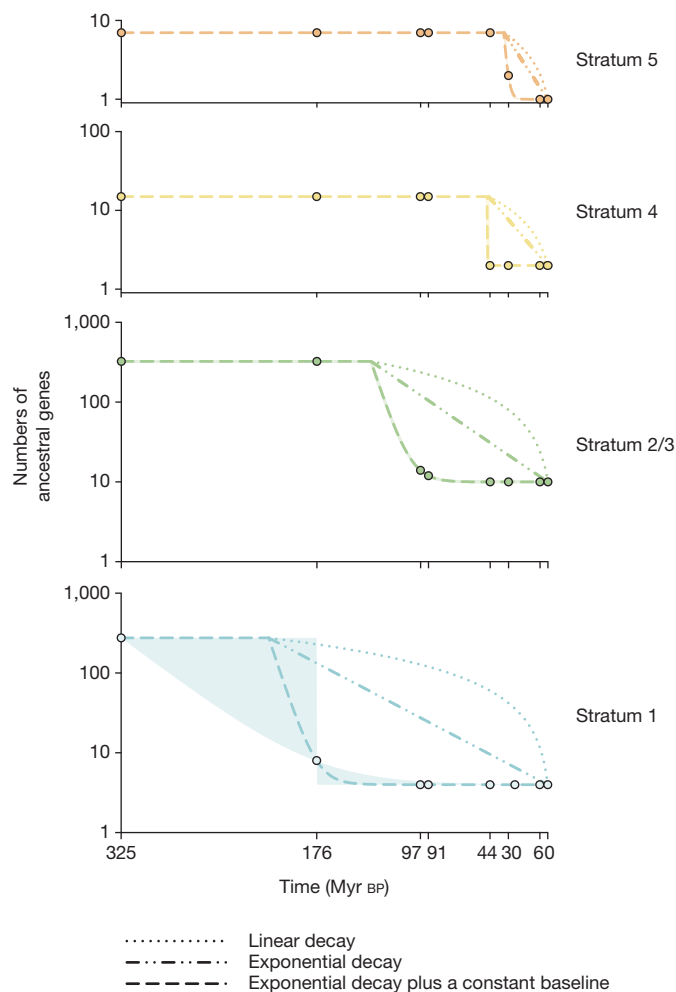 10
1
Stratum 5
100
10
1
Stratum 4
1,000
100
10
1
Stratum 2/3
Numbers of
ancestral genes
1,000
100
10
1
Stratum 1
325 176 97 91 44 30 6 0
Time (Myr BP)
Linear decay
Exponential decay
Exponential decay plus a constant baseline